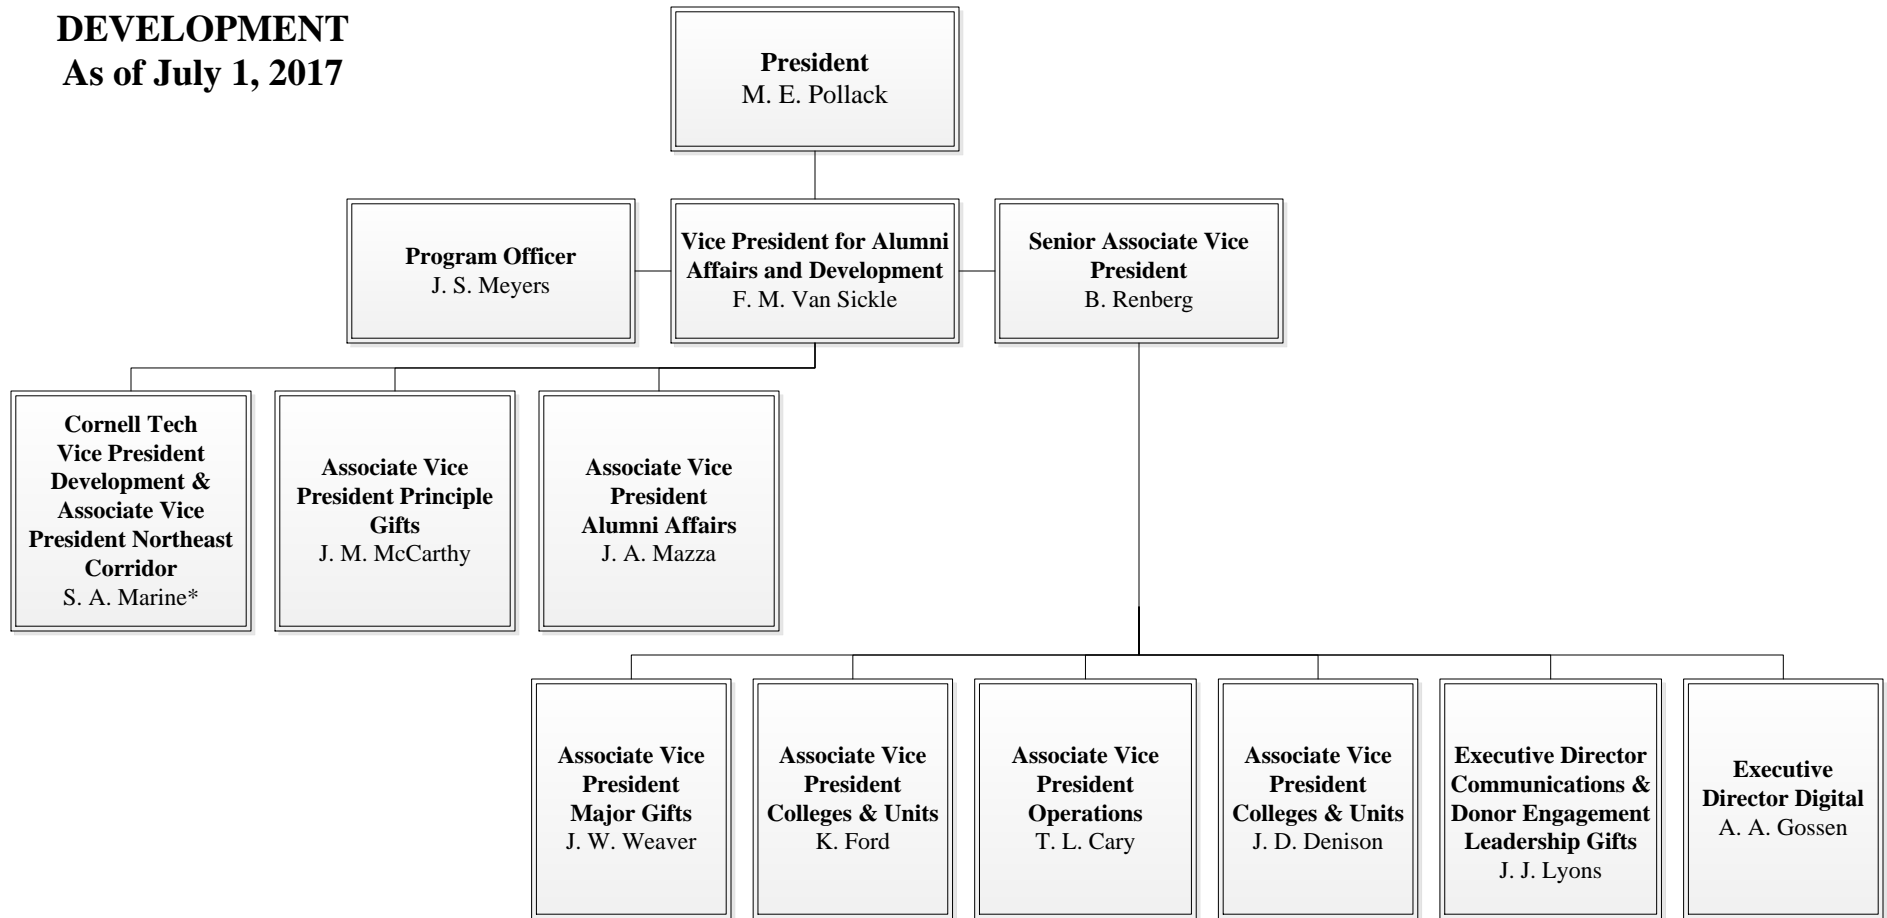 DEVELOPMENT
As of July 1, 2017
President
M. E. Pollack
Program Officer
J. S. Meyers
Vice President for Alumni
Affairs and Development
F. M. Van Sickle
Senior Associate Vice
President
B. Renberg
Cornell Tech
Vice President
Development &
Associate Vice
President Northeast
Corridor
S. A. Marine*
Associate Vice
President Principle
Gifts
J. M. McCarthy
Associate Vice
President
Alumni Affairs
J. A. Mazza
Associate Vice
President
Major Gifts
J. W. Weaver
Associate Vice
President
Colleges & Units
K. Ford
Associate Vice
President
Operations
T. L. Cary
Associate Vice
President
Colleges & Units
J. D. Denison
Executive Director
Communications &
Donor Engagement
Leadership Gifts
J. J. Lyons
Executive
Director Digital
A. A. Gossen